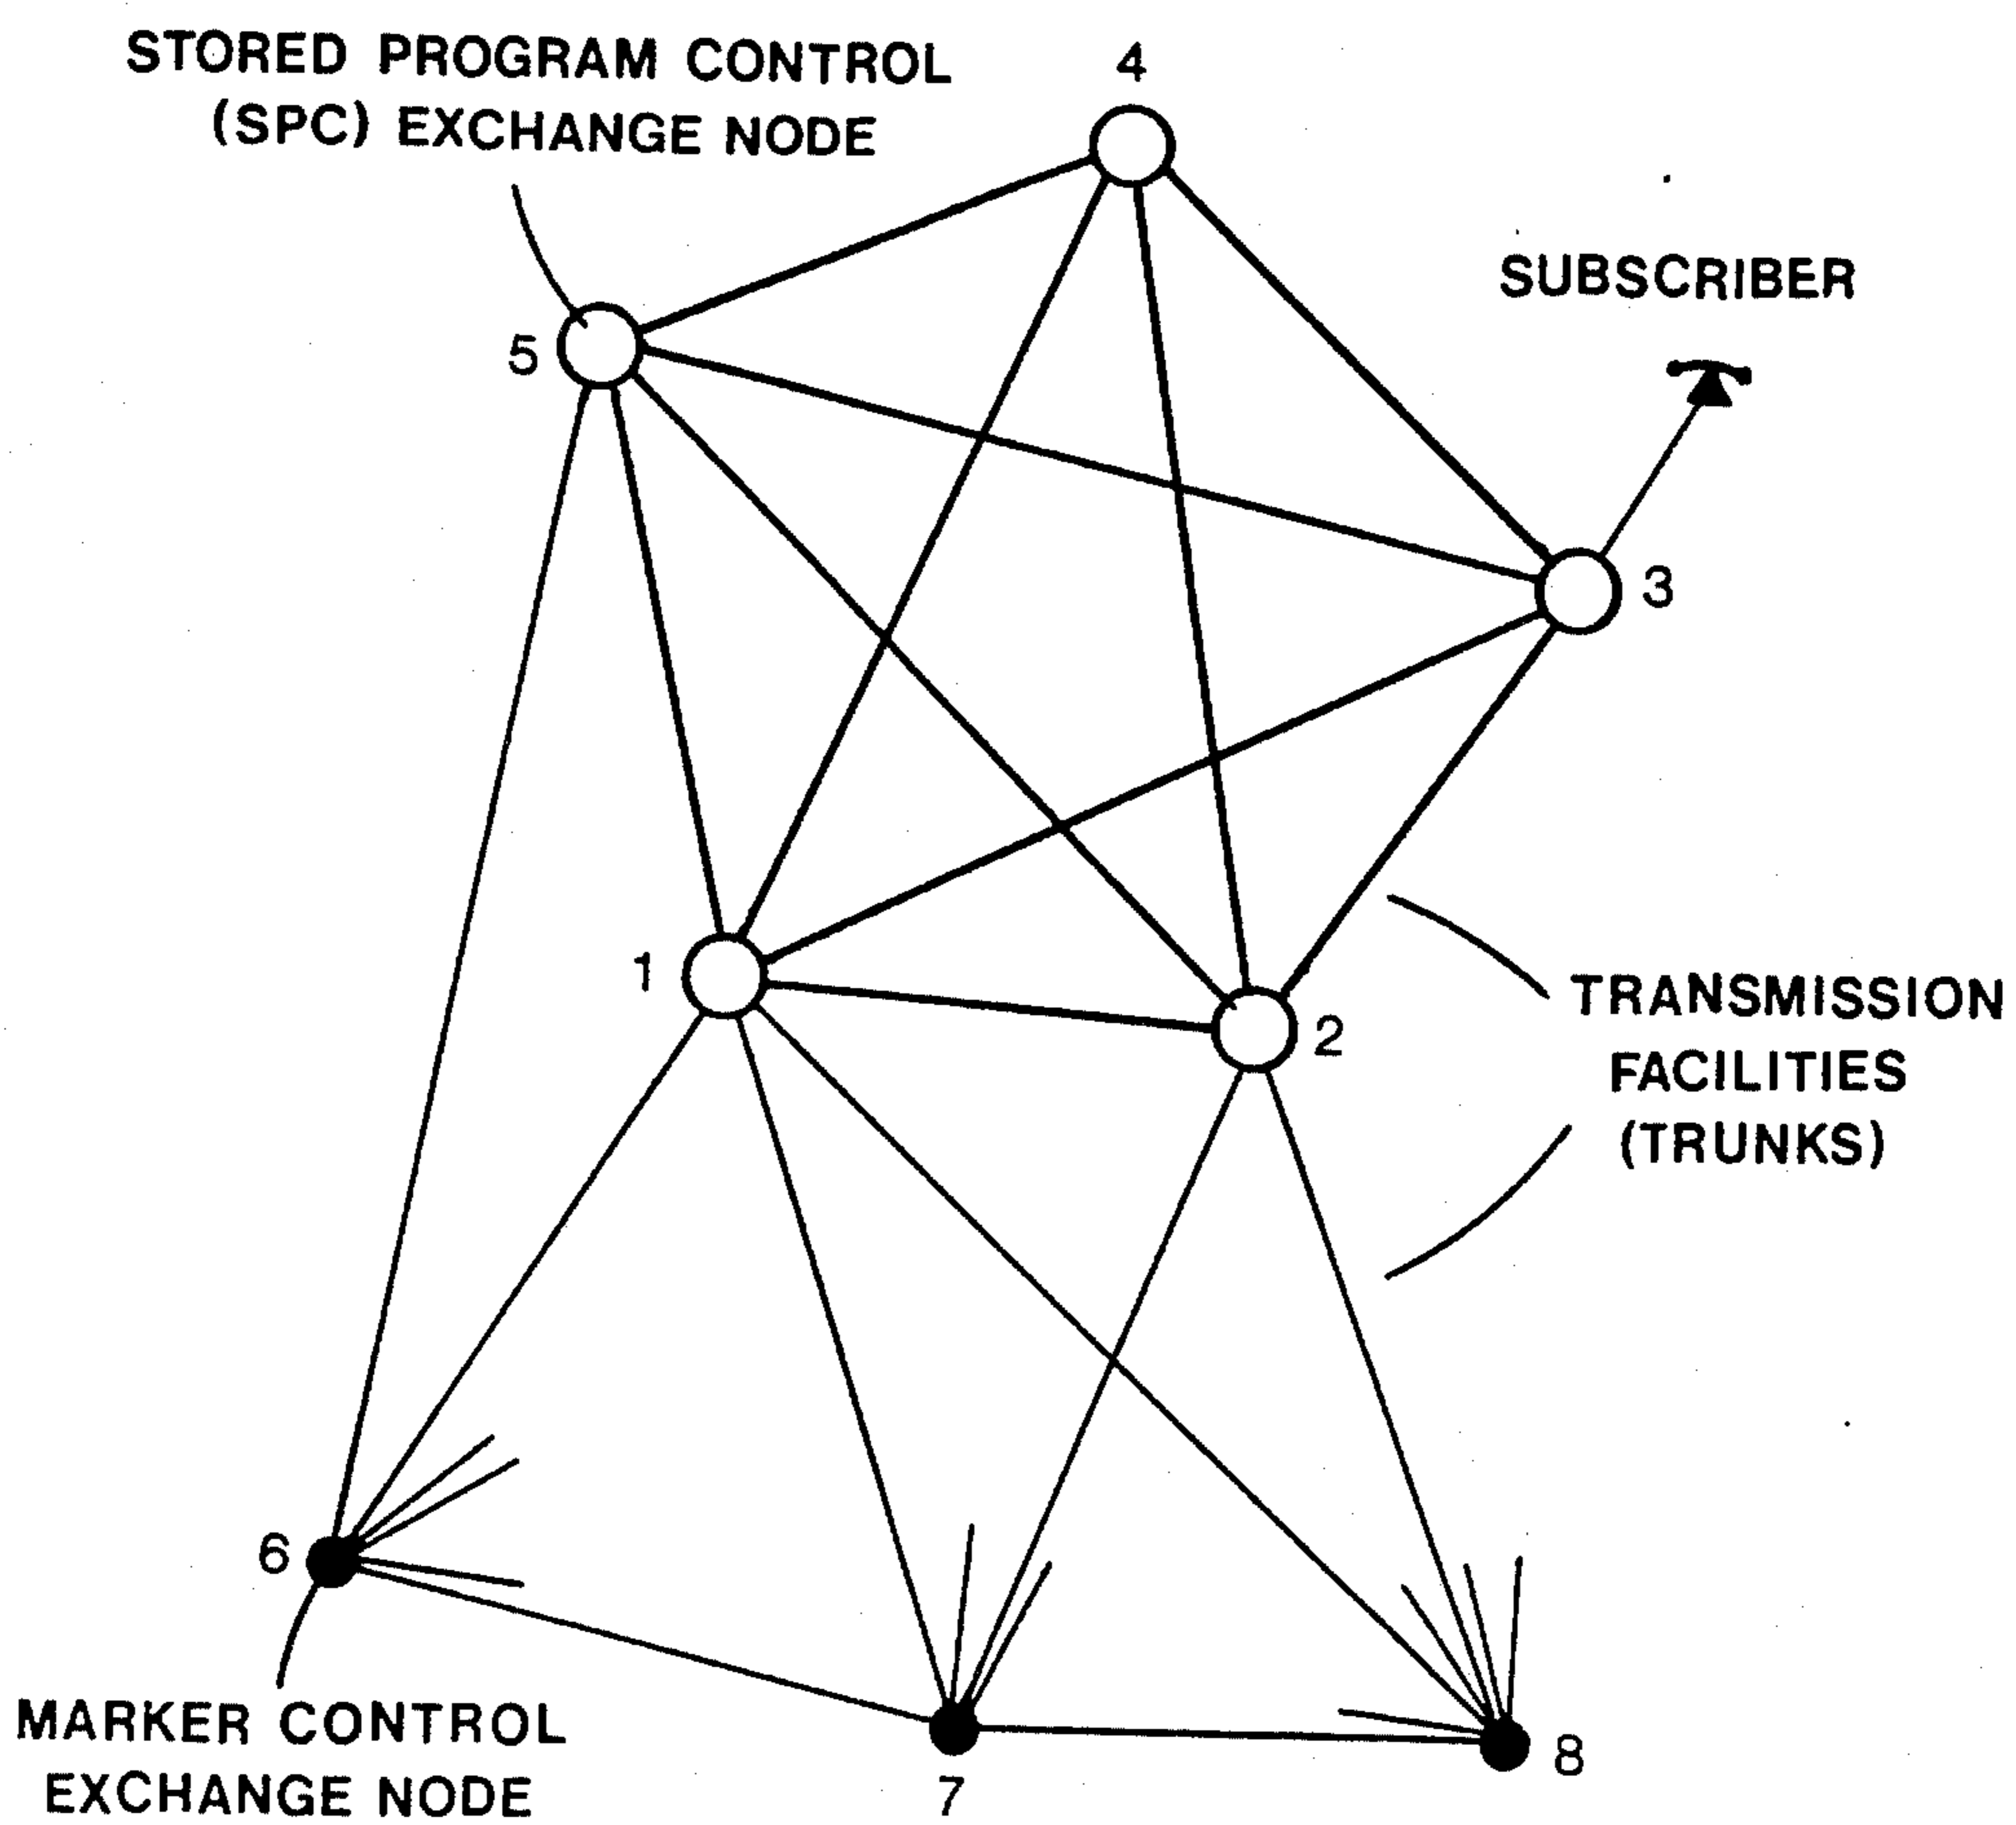 STORED PROGRAM CONTROL
(SPC) EXCHANGE NODE
4
SUBSCRIBER
5
3
1
2
TRANSMISSION
FACILITIES
(TRUNKS)
6
MARKER CONTROL
EXCHANGE NODE
7
8